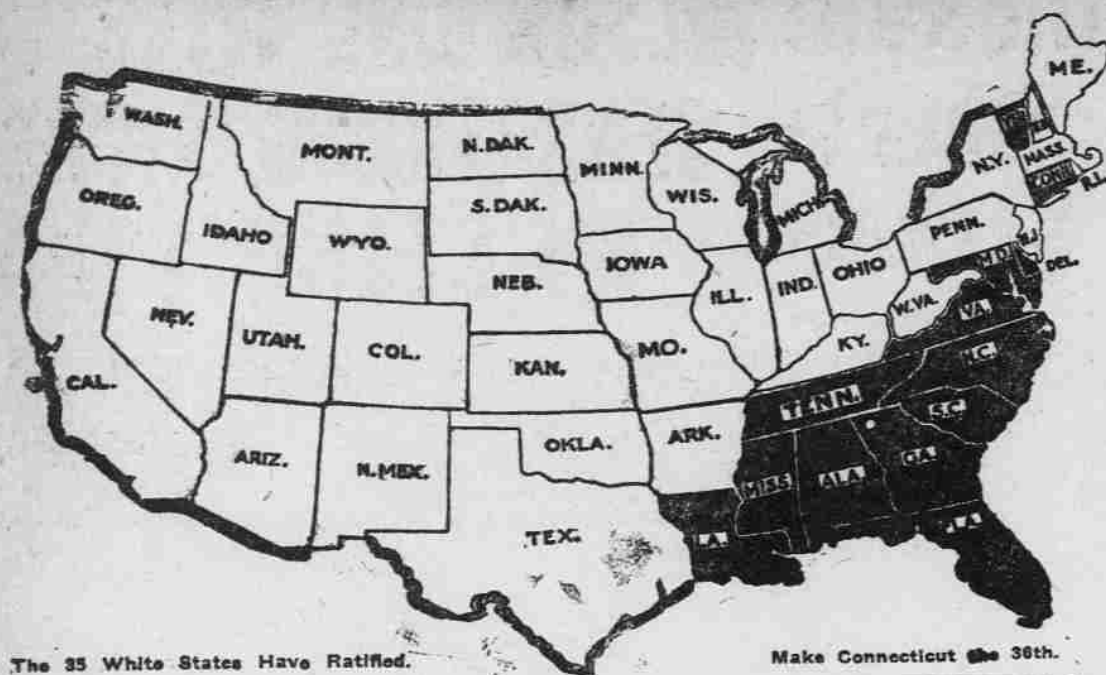 WASH.
MONT.
N.DAK.
MINN.
ME.
OREG.
IDAHO
WYO.
S.DAK.
WIS.
MICH.
N.Y.
MASS.
CONN.
R.I.
NEV.
UTAH.
COL.
NEB.
IOWA
ILL.
IND.
OHIO
PENN.
N.J.
MD.
DEL.
W.VA.
VA.
CAL.
KAN.
MO.
KY.
N.C.
TENN.
S.C.
ARIZ.
N.MEX.
OKLA.
ARK.
MISS.
ALA.
GA.
TEX.
LA.
FLA.
The 35 White States Have Ratified.
Make Connecticut the 36th.